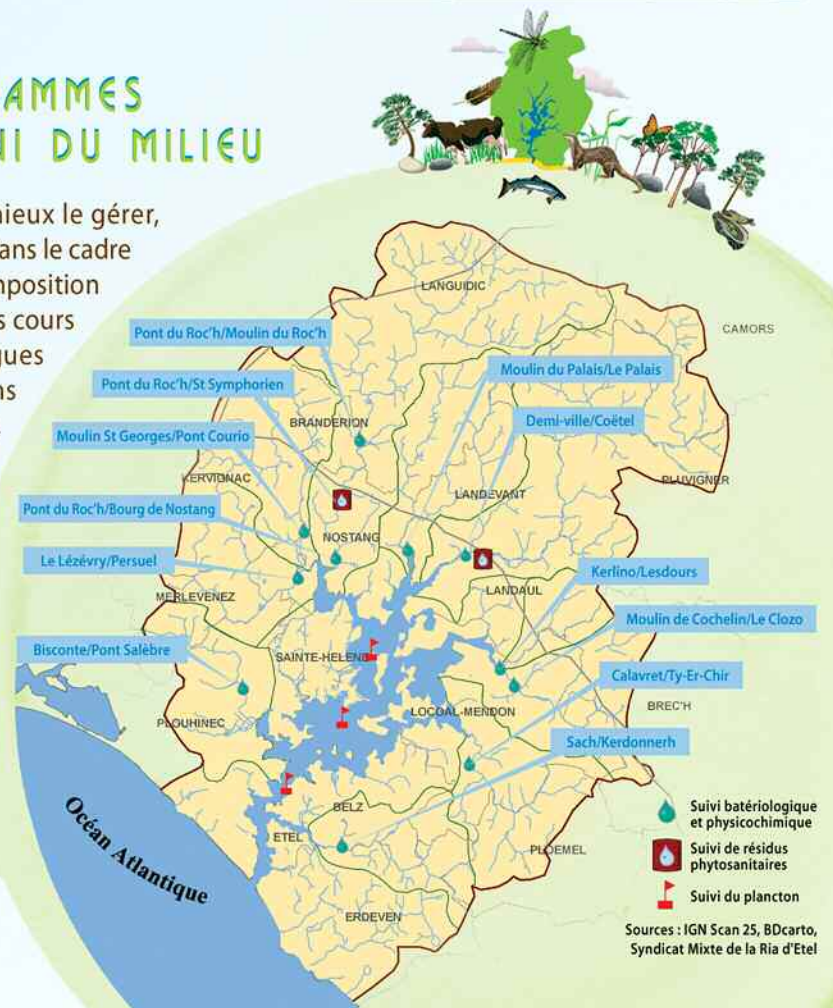 AMMES
NI DU MILIEU
nieux le gérer,
ans le cadre
nposition
s cours
gues
ns
LANGUIDIC
CAMORS
Pont du Roc'h/Moulin du Roc'h
Moulin du Palais/Le Palais
Pont du Roc'h/St Symphorien
BRANDERION
Demi-ville/Coëtel
Moulin St Georges/Pont Courio
KERVIGNAC
PLUVIGNER
LANDEVANT
Pont du Roc'h/Bourg de Nostang
NOSTANG
Le Lézévry/Persuel
Kerlino/Lesdours
MERLEVENEZ
LANDAUL
Moulin de Cochelin/Le Clozo
Bisconte/Pont Salèbre
SAINTE-HELENE
Calavret/Ty-Er-Chir
BREC'H
PLOUHINEC
LOCOAL-MENDON
Sach/Kerdonnerh
Océan Atlantique
BELZ
ETEL
PLOEMEL
ERDEVEN
Suivi batériologique
et physicochimique
Suivi de résidus
phytosanitaires
Suivi du plancton
Sources : IGN Scan 25, BDcarto,
Syndicat Mixte de la Ria d'Etel